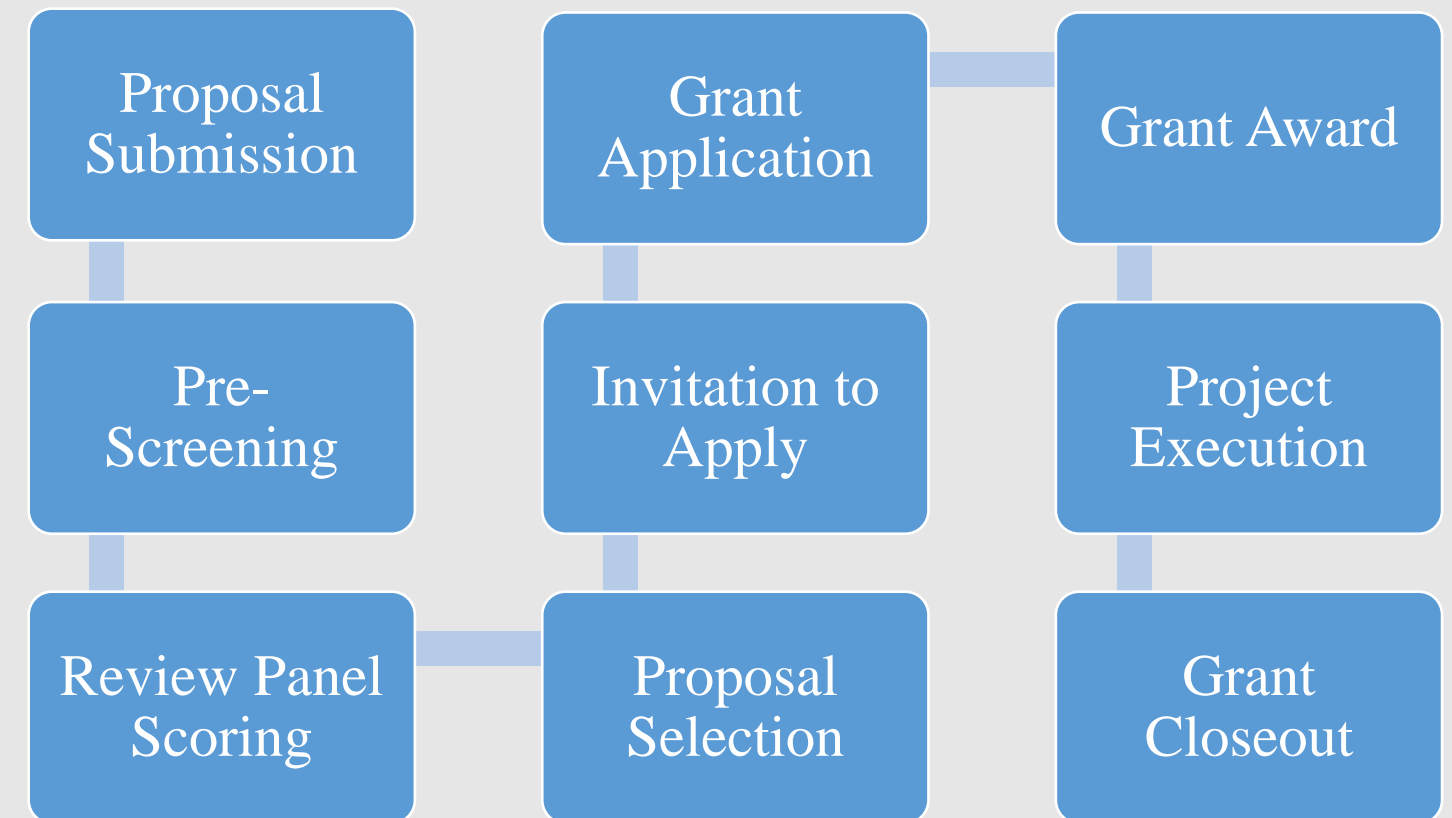 Proposal
Submission
Pre-
Screening
Review Panel
Scoring
Proposal
Selection
Invitation to
Apply
Grant
Application
Grant Award
Project
Execution
Grant
Closeout